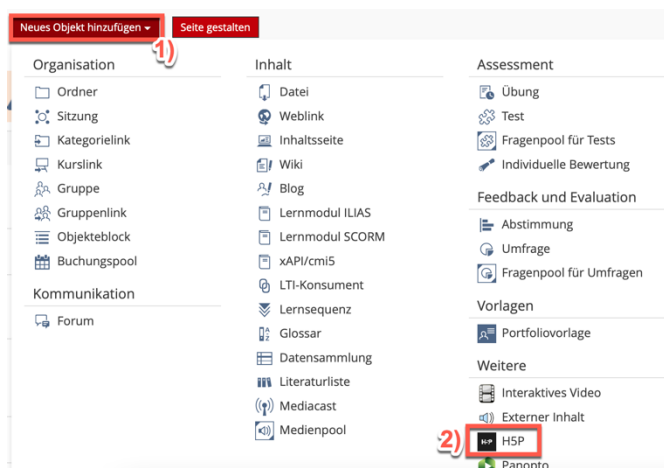 Neues Objekt hinzufügen
Seite gestalten
1)
Organisation
Ordner
Sitzung
Kategorielink
Kurslink
Gruppe
Gruppenlink
Objekteblock
Buchungspool
Kommunikation
Forum
Inhalt
Datei
Weblink
Inhaltsseite
Wiki
Blog
Lernmodul ILIAS
Lernmodul SCORM
xAPI/cmi5
LTI-Konsument
Lernsequenz
Glossar
Datensammlung
Literaturliste
Mediacast
Medienpool
Assessment
Übung
Test
Fragenpool für Tests
Individuelle Bewertung
Feedback und Evaluation
Abstimmung
Umfrage
Fragenpool für Umfragen
Vorlagen
Portfoliovorlage
Weitere
Interaktives Video
Externer Inhalt
2) H5P H5P
Panopto